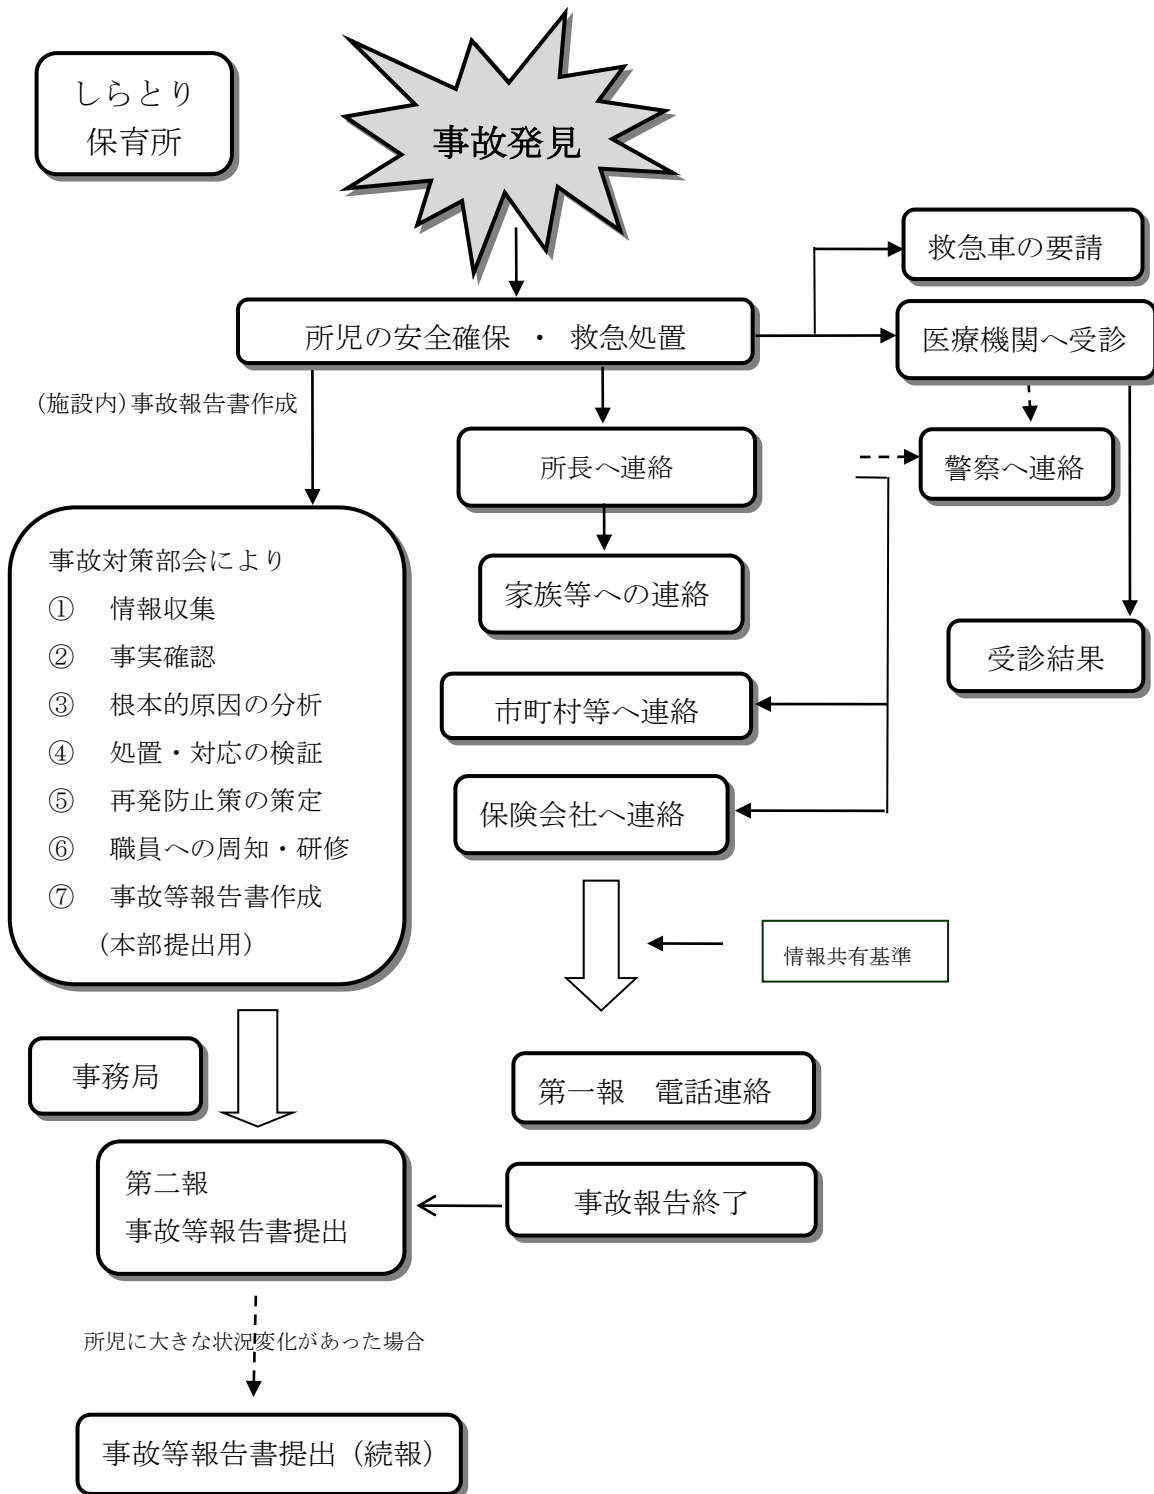 しらとり
保育所
事故発見
救急車の要請
所児の安全確保 ・ 救急処置
医療機関へ受診
(施設内)事故報告書作成
所長へ連絡
警察へ連絡
事故対策部会により
① 情報収集
② 事実確認
③ 根本的原因の分析
④ 処置・対応の検証
⑤ 再発防止策の策定
⑥ 職員への周知・研修
⑦ 事故等報告書作成
(本部提出用)
家族等への連絡
受診結果
市町村等へ連絡
保険会社へ連絡
情報共有基準
事務局
第一報 電話連絡
第二報
事故等報告書提出
事故報告終了
所児に大きな状況変化があった場合
事故等報告書提出（続報）